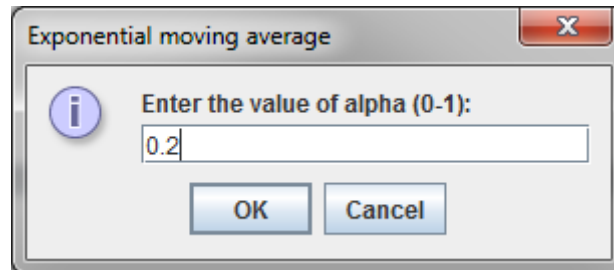 Exponential moving average
Enter the value of alpha (0-1):
0.2
OK Cancel